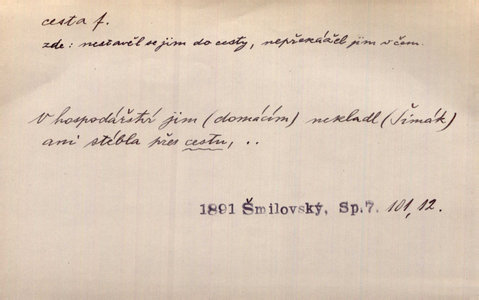 cesta f.
zde: nestavěl se jim do cesty, nepřekážel jim v čem.
V hospodářství jim (domácím) nekladl (Šimák)
ani stébla přes cestu, ..
1891 Šmilovský, Sp.7. 101, 12.